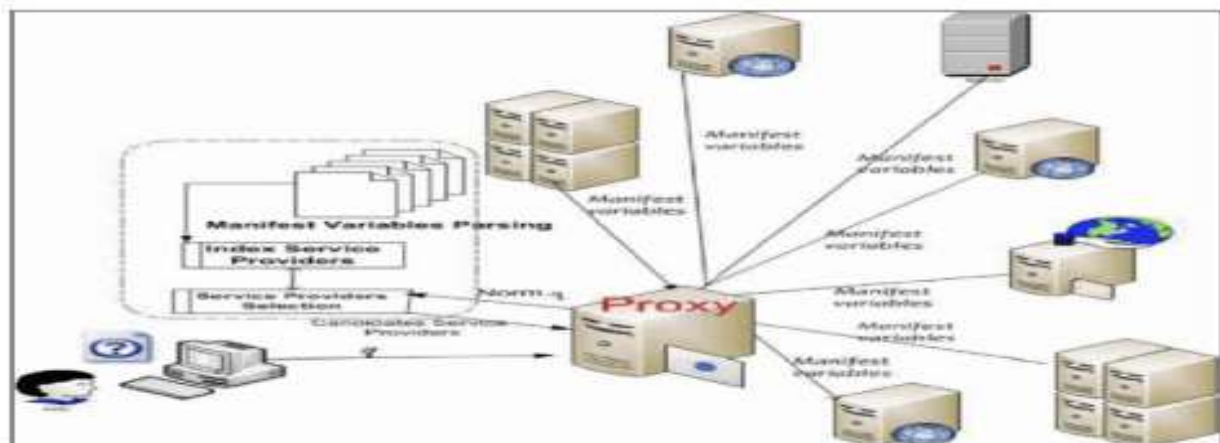 Manifest
variables
Manifest
variables
Manifest
variables
Manifest Variables Parsing
Index Service
Providers
Manifest
variables
Service Providers
Selection
Norm-q
Proxy
Manifest
variables
Candidates Service
Providers
Manifest
variables
q
Manifest
variables